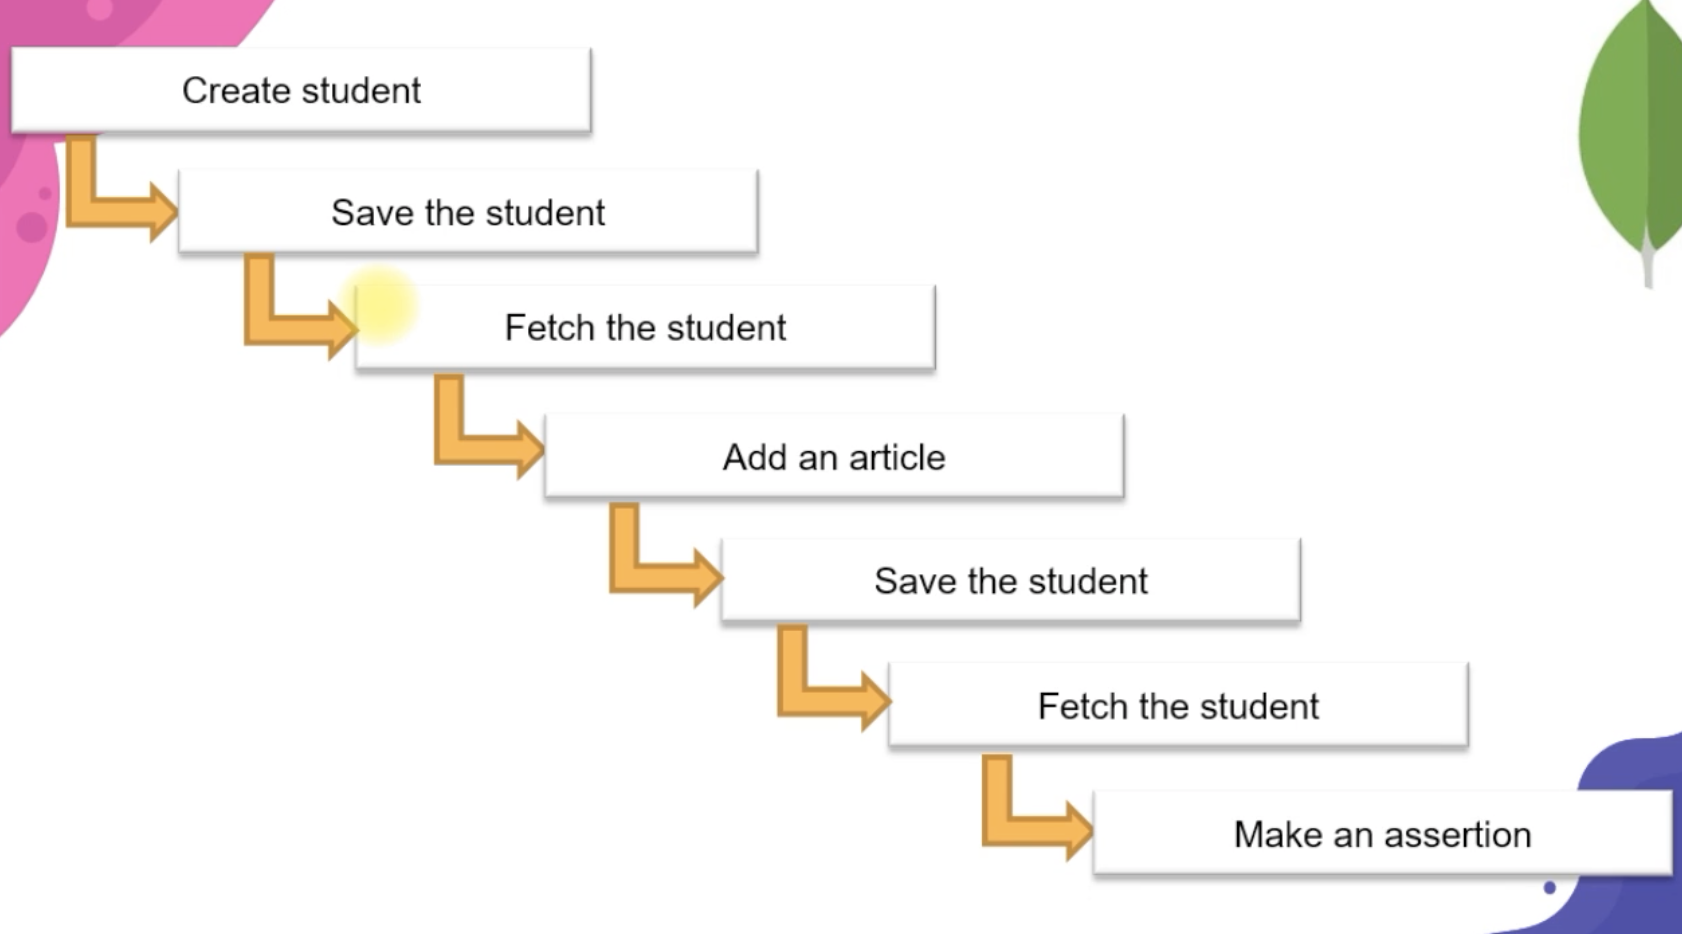 Create student
Save the student
Fetch the student
Add an article
Save the student
Fetch the student
Make an assertion